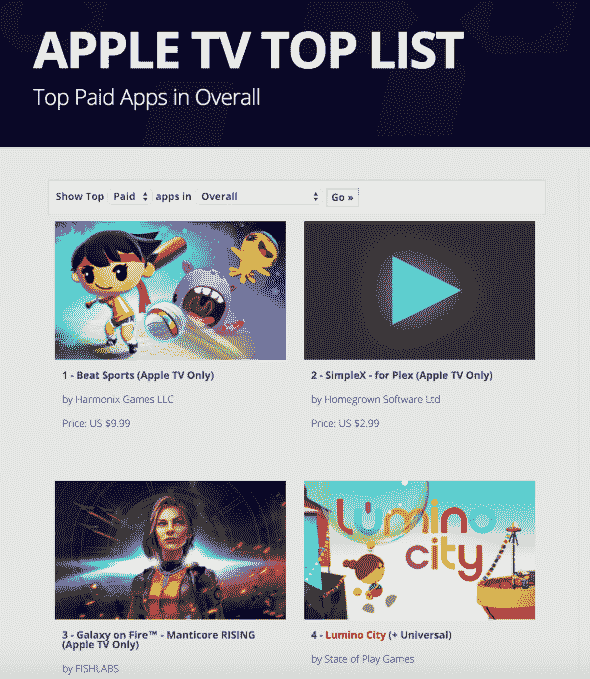 APPLE TV TOP LIST
Top Paid Apps in Overall
Show Top Paid apps in Overall Go »
1 - Beat Sports (Apple TV Only)
by Harmonix Games LLC
Price: US $9.99
2 - SimpleX - for Plex (Apple TV Only)
by Homegrown Software Ltd
Price: US $2.99
3 - Galaxy on Fire™ - Manticore RISING
(Apple TV Only)
by FISHLABS
lumino
city
4 - Lumino City (+ Universal)
by State of Play Games